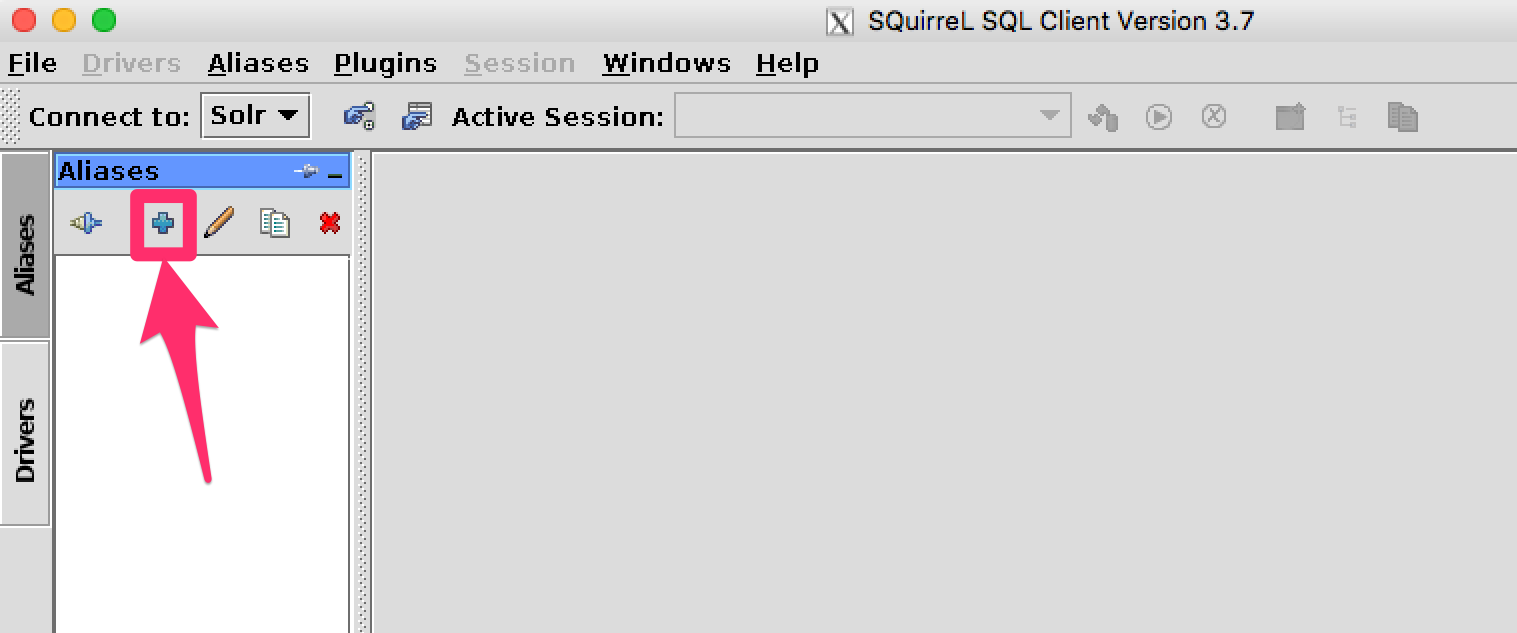 SQuirreL SQL Client Version 3.7
File Drivers Aliases Plugins Session Windows Help
Connect to: Solr Active Session:
Aliases
Aliases
Drivers